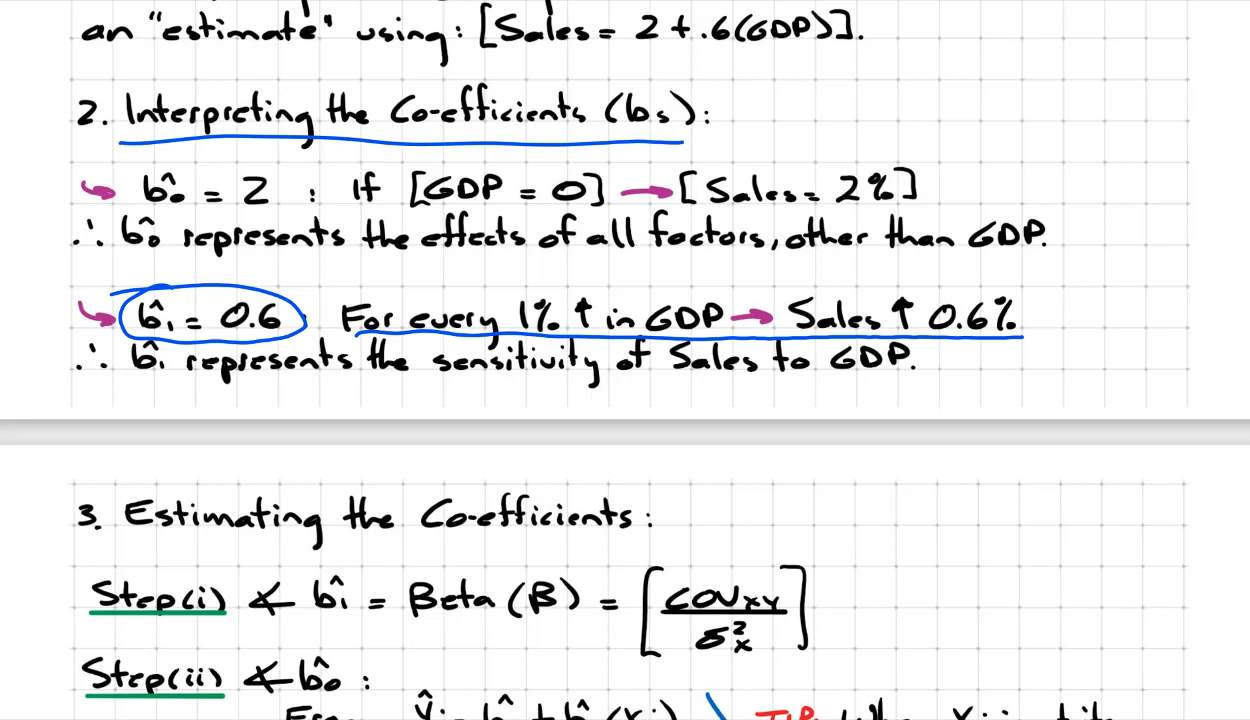 an "estimate" using: [Sales = 2 + .6(GDP)].
2. Interpreting the Co-efficients (bs):
↪ b̂₀ = 2 : If [GDP = 0] → [Sales = 2%]
∴ b̂₀ represents the effects of all factors, other than GDP.
↪ b̂₁ = 0.6 For every 1% ↑ in GDP → Sales ↑ 0.6%
∴ b̂₁ represents the sensitivity of Sales to GDP.
3. Estimating the Co-efficients:
Step(i) ∢ b̂₁ = Beta (β) = [COVxy / σ²x]
Step(ii) ∢ b̂₀ :